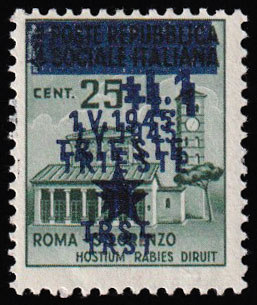 POSTE REPUBBLICA
SOCIALE ITALIANA
CENT. 25
+L.1
1.V.1945
TRIESTE
TRST
ROMA - S. LORENZO
HOSTIUM RABIES DIRUIT